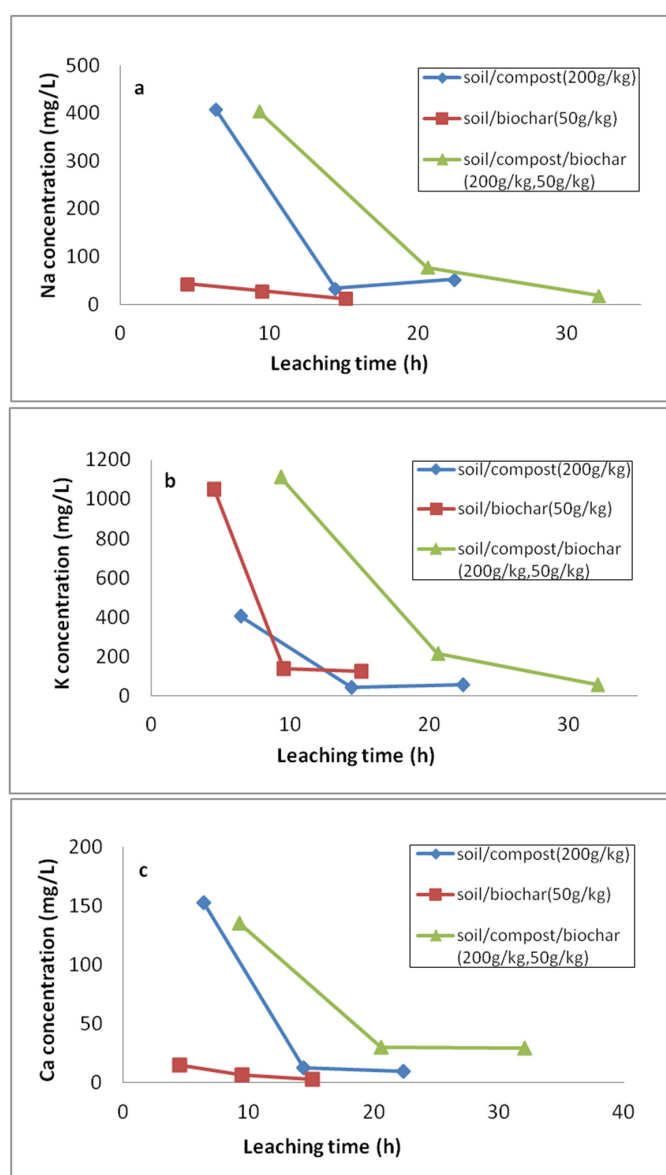 a
Na concentration (mg/L)
500
400
300
200
100
0
0 10 20 30
Leaching time (h)
soil/compost(200g/kg)
soil/biochar(50g/kg)
soil/compost/biochar
(200g/kg,50g/kg)
b
K concentration (mg/L)
1200
1000
800
600
400
200
0
0 10 20 30
Leaching time (h)
soil/compost(200g/kg)
soil/biochar(50g/kg)
soil/compost/biochar
(200g/kg,50g/kg)
c
Ca concentration (mg/L)
200
150
100
50
0
0 10 20 30 40
Leaching time (h)
soil/compost(200g/kg)
soil/biochar(50g/kg)
soil/compost/biochar
(200g/kg,50g/kg)